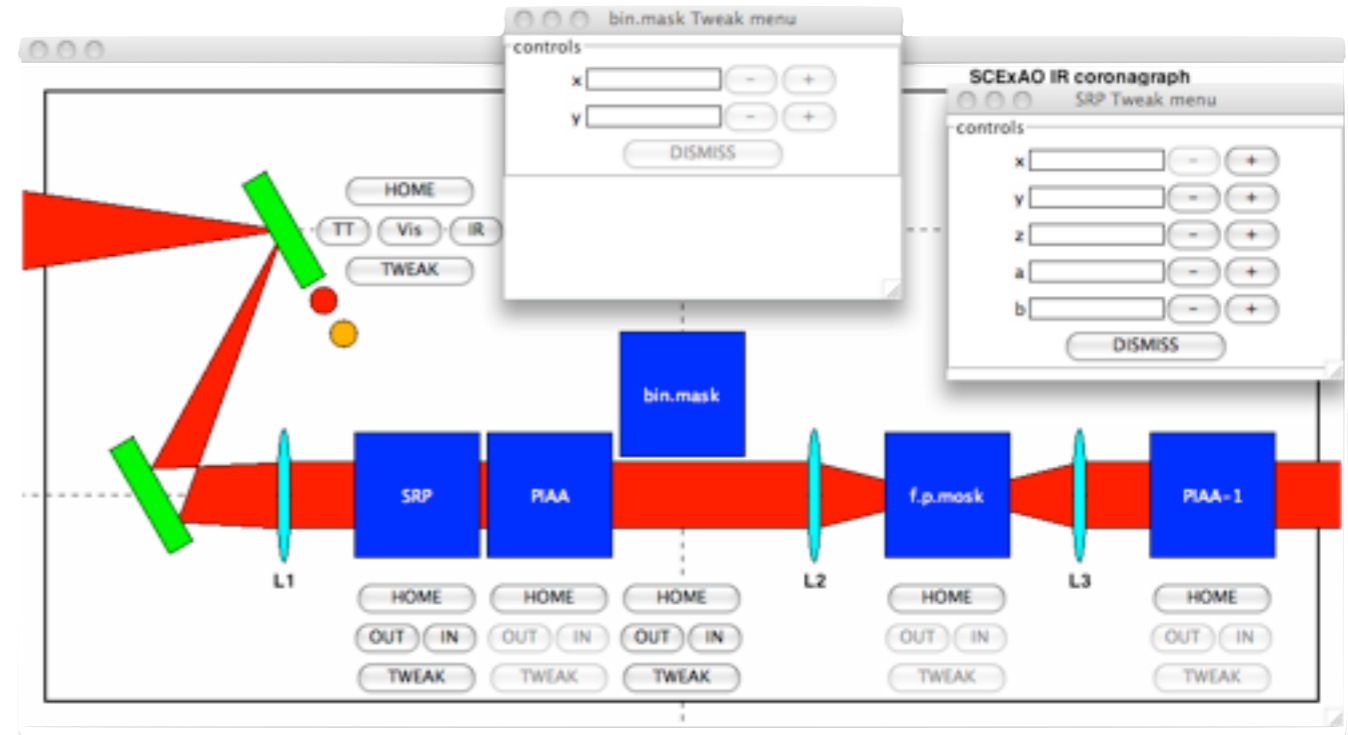 bin.mask Tweak menu
controls
x - +
y - +
DISMISS
SCExAO IR coronagraph
SRP Tweak menu
controls
x - +
y - +
z - +
a - +
b - +
DISMISS
HOME
TT Vis IR
TWEAK
bin.mask
SRP PIAA f.p.mosk PIAA-1
L1 L2 L3
HOME HOME HOME HOME HOME
OUT IN OUT IN OUT IN OUT IN OUT IN
TWEAK TWEAK TWEAK TWEAK TWEAK